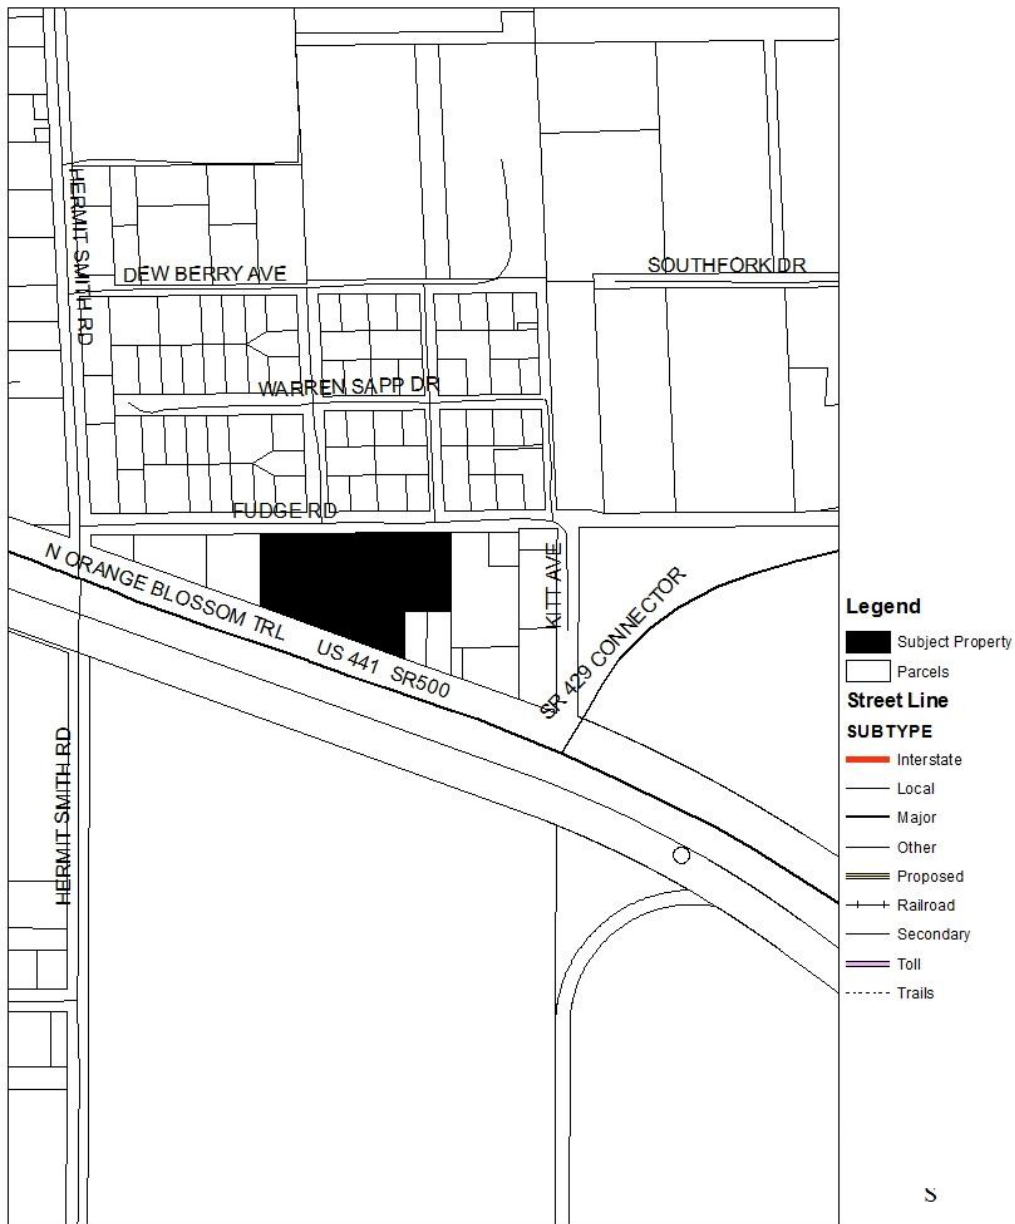 HERMIT SMITH RD
DEW BERRY AVE
SOUTHFORK DR
WARREN SAPP DR
FUDGE RD
N ORANGE BLOSSOM TRL
US 441 SR500
KITT AVE
SR 429 CONNECTOR
HERMIT SMITH RD
Legend
Subject Property
Parcels
Street Line
SUBTYPE
Interstate
Local
Major
Other
Proposed
Railroad
Secondary
Toll
Trails
S